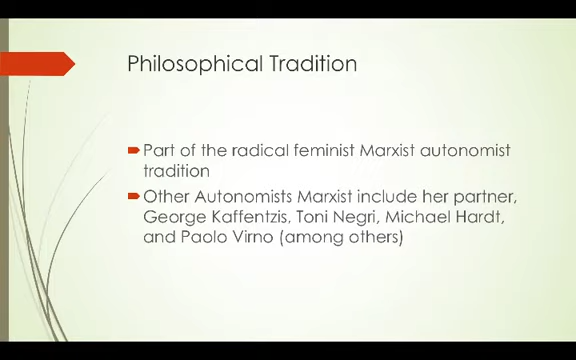 Philosophical Tradition
Part of the radical feminist Marxist autonomist
tradition
Other Autonomists Marxist include her partner,
George Kaffentzis, Toni Negri, Michael Hardt,
and Paolo Virno (among others)